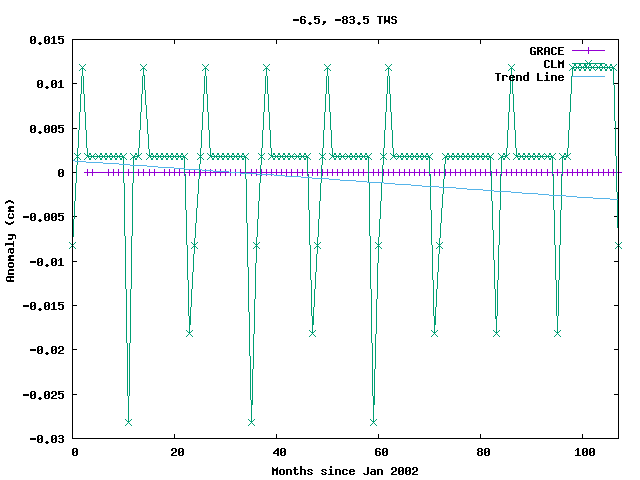 -6.5, -83.5 TWS
GRACE
CLM
Trend Line
0.015
0.01
0.005
0
-0.005
-0.01
-0.015
-0.02
-0.025
-0.03
Anomaly (cm)
0 20 40 60 80 100
Months since Jan 2002